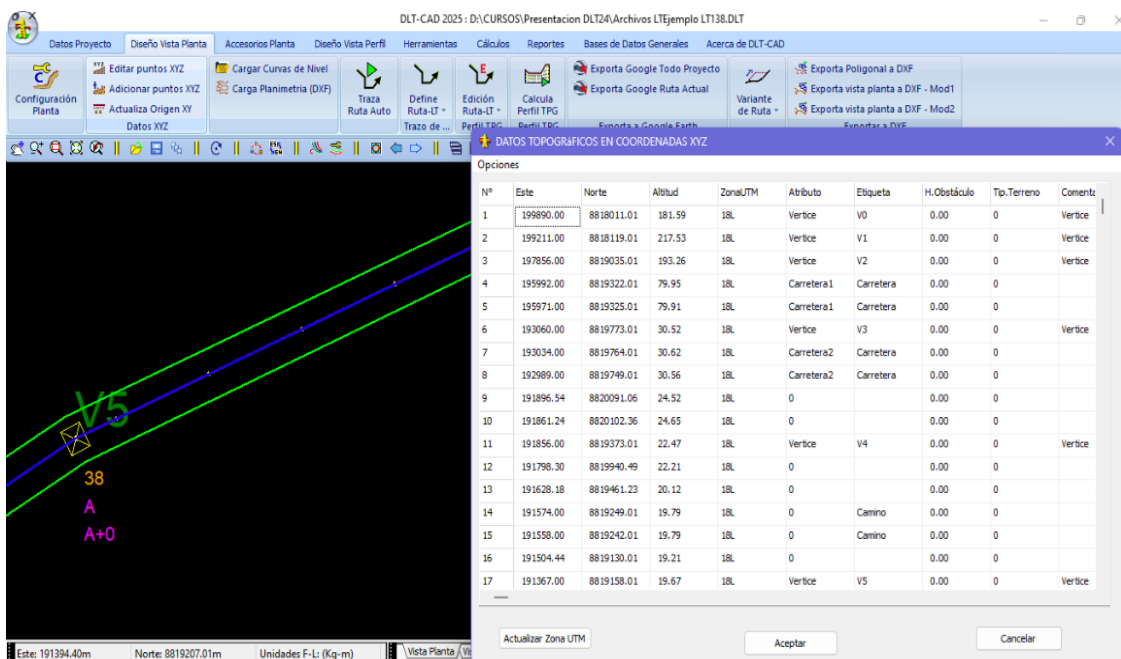 DLT-CAD 2025 : D:\CURSOS\Presentacion DLT24\Archivos LTEjemplo LT138.DLT
Datos Proyecto Diseño Vista Planta Accesorios Planta Diseño Vista Perfil Herramientas Cálculos Reportes Bases de Datos Generales Acerca de DLT-CAD
Editar puntos XYZ Cargar Curvas de Nivel Exporta Google Todo Proyecto Exporta Poligonal a DXF
Adicionar puntos XYZ Carga Planimetria (DXF) Exporta Google Ruta Actual Exporta vista planta a DXF - Mod1
Actualiza Origen XY Exporta vista planta a DXF - Mod2
Configuración Planta Traza Ruta Auto Define Ruta-LT Edición Ruta-LT Calcula Perfil TPG Variante de Ruta
Datos XYZ Trazo de ... Perfil TPG Perfil TPG Exporta a Google Earth Exportar a DXF
DATOS TOPOGRáFICOS EN COORDENADAS XYZ
Opciones
N° Este Norte Altitud ZonaUTM Atributo Etiqueta H.Obstáculo Tip.Terreno Comenta
1 199890.00 8818011.01 181.59 18L Vertice V0 0.00 0 Vertice
2 199211.00 8818119.01 217.53 18L Vertice V1 0.00 0 Vertice
3 197856.00 8819035.01 193.26 18L Vertice V2 0.00 0 Vertice
4 195992.00 8819322.01 79.95 18L Carretera1 Carretera 0.00 0
5 195971.00 8819325.01 79.91 18L Carretera1 Carretera 0.00 0
6 193060.00 8819773.01 30.52 18L Vertice V3 0.00 0 Vertice
7 193034.00 8819764.01 30.62 18L Carretera2 Carretera 0.00 0
8 192989.00 8819749.01 30.56 18L Carretera2 Carretera 0.00 0
9 191896.54 8820091.06 24.52 18L 0 0.00 0
10 191861.24 8820102.36 24.65 18L 0 0.00 0
11 191856.00 8819373.01 22.47 18L Vertice V4 0.00 0 Vertice
12 191798.30 8819940.49 22.21 18L 0 0.00 0
13 191628.18 8819461.23 20.12 18L 0 0.00 0
14 191574.00 8819249.01 19.79 18L 0 Camino 0.00 0
15 191558.00 8819242.01 19.79 18L 0 Camino 0.00 0
16 191504.44 8819130.01 19.21 18L 0 0.00 0
17 191367.00 8819158.01 19.67 18L Vertice V5 0.00 0 Vertice
V5
38
A
A+0
Actualizar Zona UTM Aceptar Cancelar
Este: 191394.40m Norte: 8819207.01m Unidades F-L: (Kg-m) Vista Planta